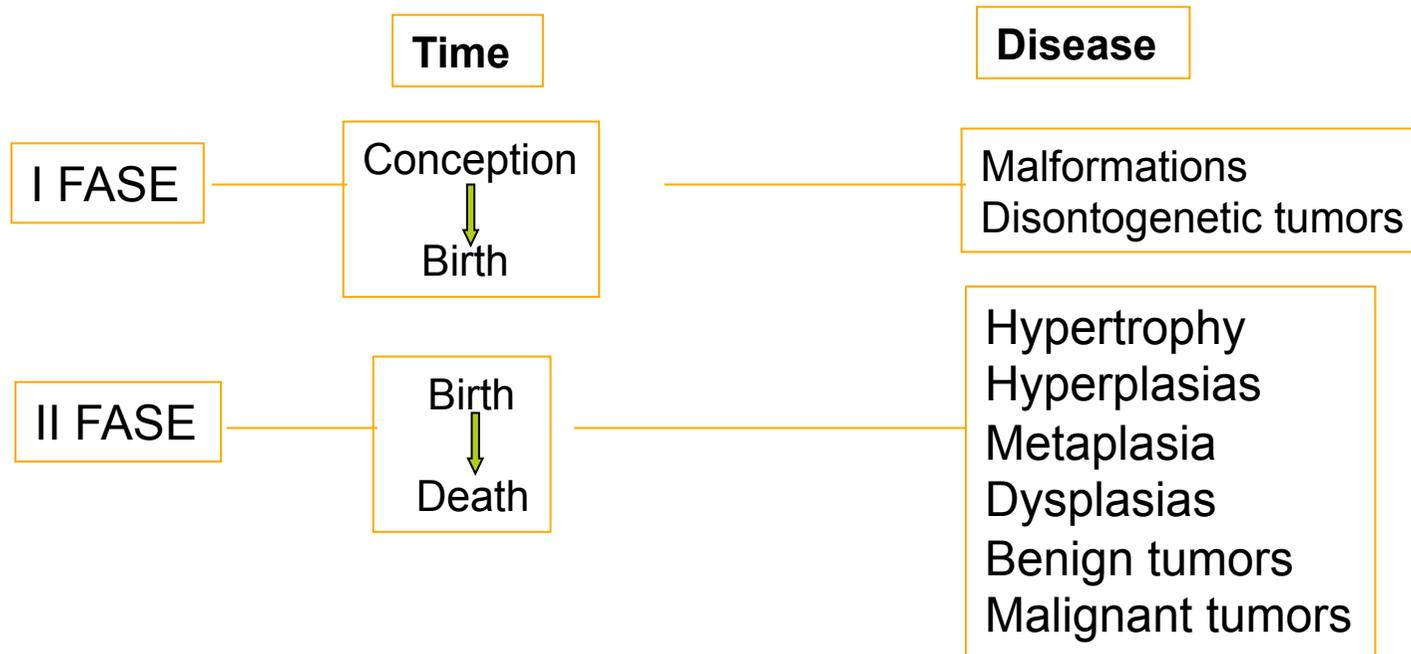 Time
Disease
I FASE
Conception
Birth
Malformations
Disontogenetic tumors
II FASE
Birth
Death
Hypertrophy
Hyperplasias
Metaplasia
Dysplasias
Benign tumors
Malignant tumors